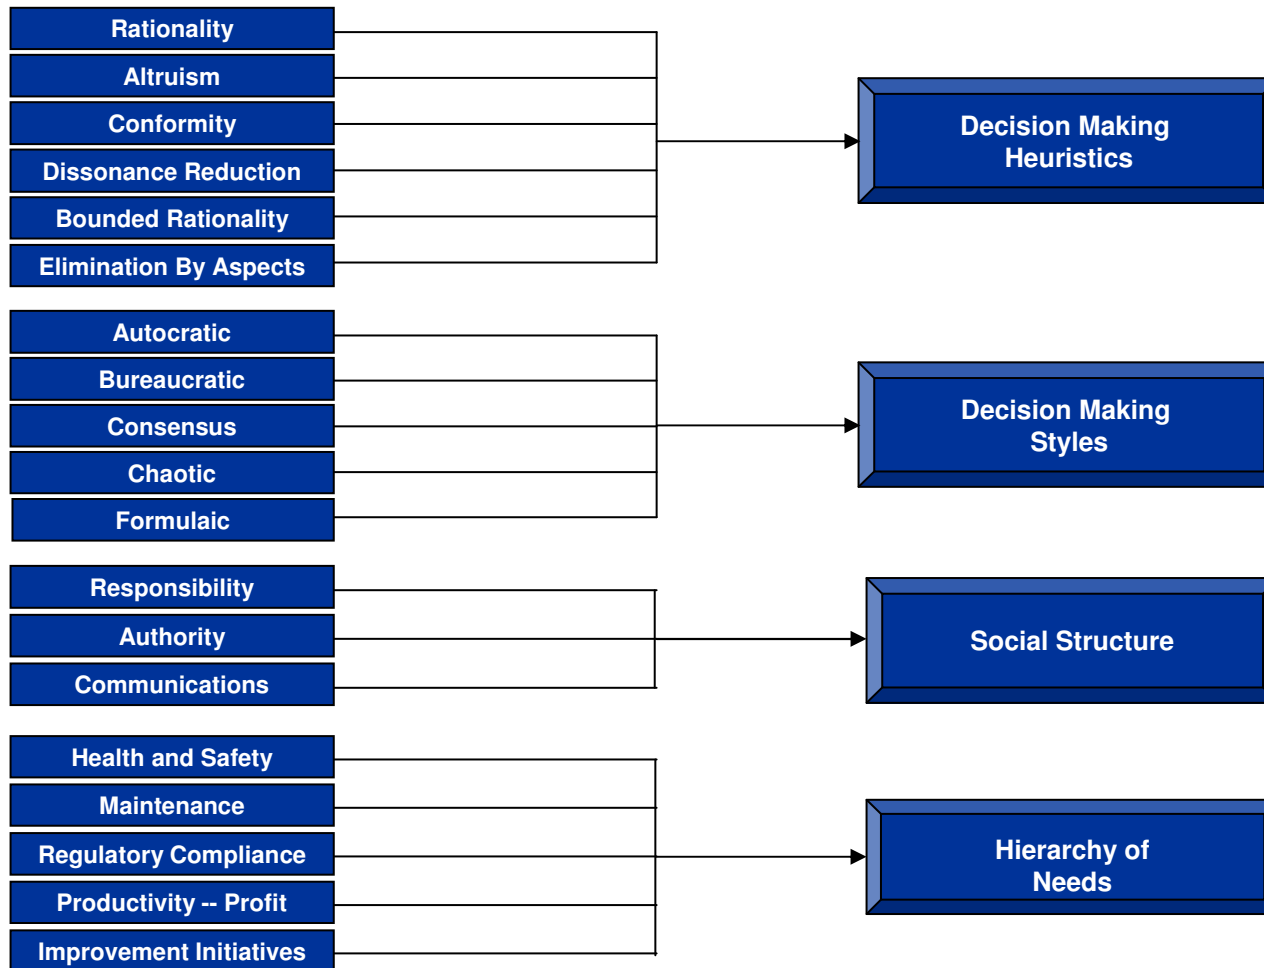 Rationality
Altruism
Conformity
Dissonance Reduction
Bounded Rationality
Elimination By Aspects
Decision Making
Heuristics
Autocratic
Bureaucratic
Consensus
Chaotic
Formulaic
Decision Making
Styles
Responsibility
Authority
Communications
Social Structure
Health and Safety
Maintenance
Regulatory Compliance
Productivity -- Profit
Improvement Initiatives
Hierarchy of
Needs